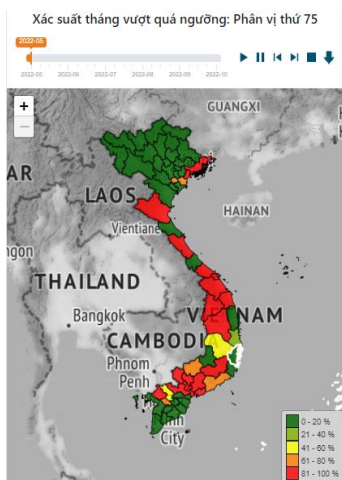 Xác suất tháng vượt quá ngưỡng: Phân vị thứ 75
2022-05
2022-05 2022-06 2022-07 2022-08 2022-09 2022-10
+
−
GUANGXI
LAOS
HAINAN
Vientiane
THAILAND
Bangkok
NAM
CAMBODI
Phnom
Penh
City
0 - 20 %
21 - 40 %
41 - 60 %
61 - 80 %
81 - 100 %